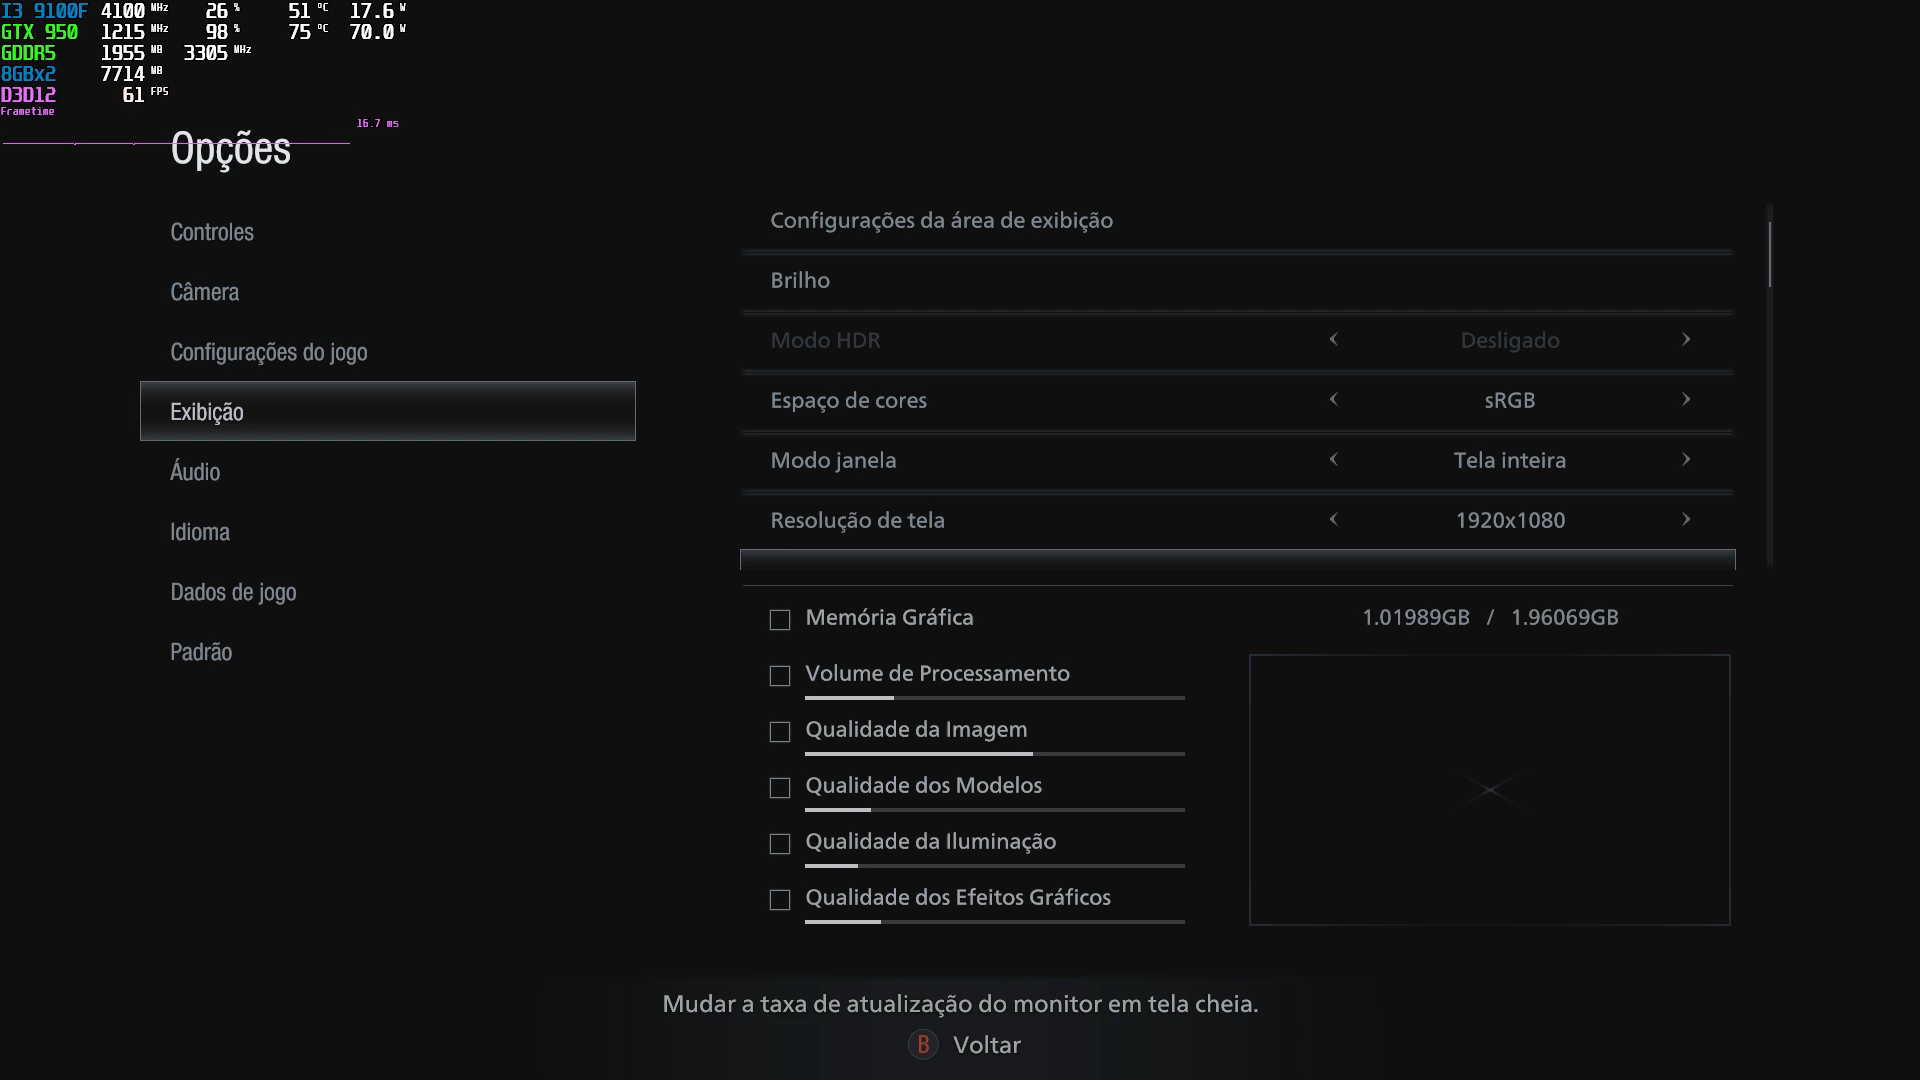 I3 9100F 4100 MHz 26 % 51 °C 17.6 W
GTX 950 1215 MHz 98 % 75 °C 70.0 W
GDDR5 1955 MB 3305 MHz
8GBx2 7714 MB
D3D12 61 FPS
Frametime
16.7 ms
Opções
Controles
Câmera
Configurações do jogo
Exibição
Áudio
Idioma
Dados de jogo
Padrão
Configurações da área de exibição
Brilho
Modo HDR < Desligado >
Espaço de cores < sRGB >
Modo janela < Tela inteira >
Resolução de tela < 1920x1080 >
Memória Gráfica 1.01989GB / 1.96069GB
Volume de Processamento
Qualidade da Imagem
Qualidade dos Modelos
Qualidade da Iluminação
Qualidade dos Efeitos Gráficos
Mudar a taxa de atualização do monitor em tela cheia.
B Voltar